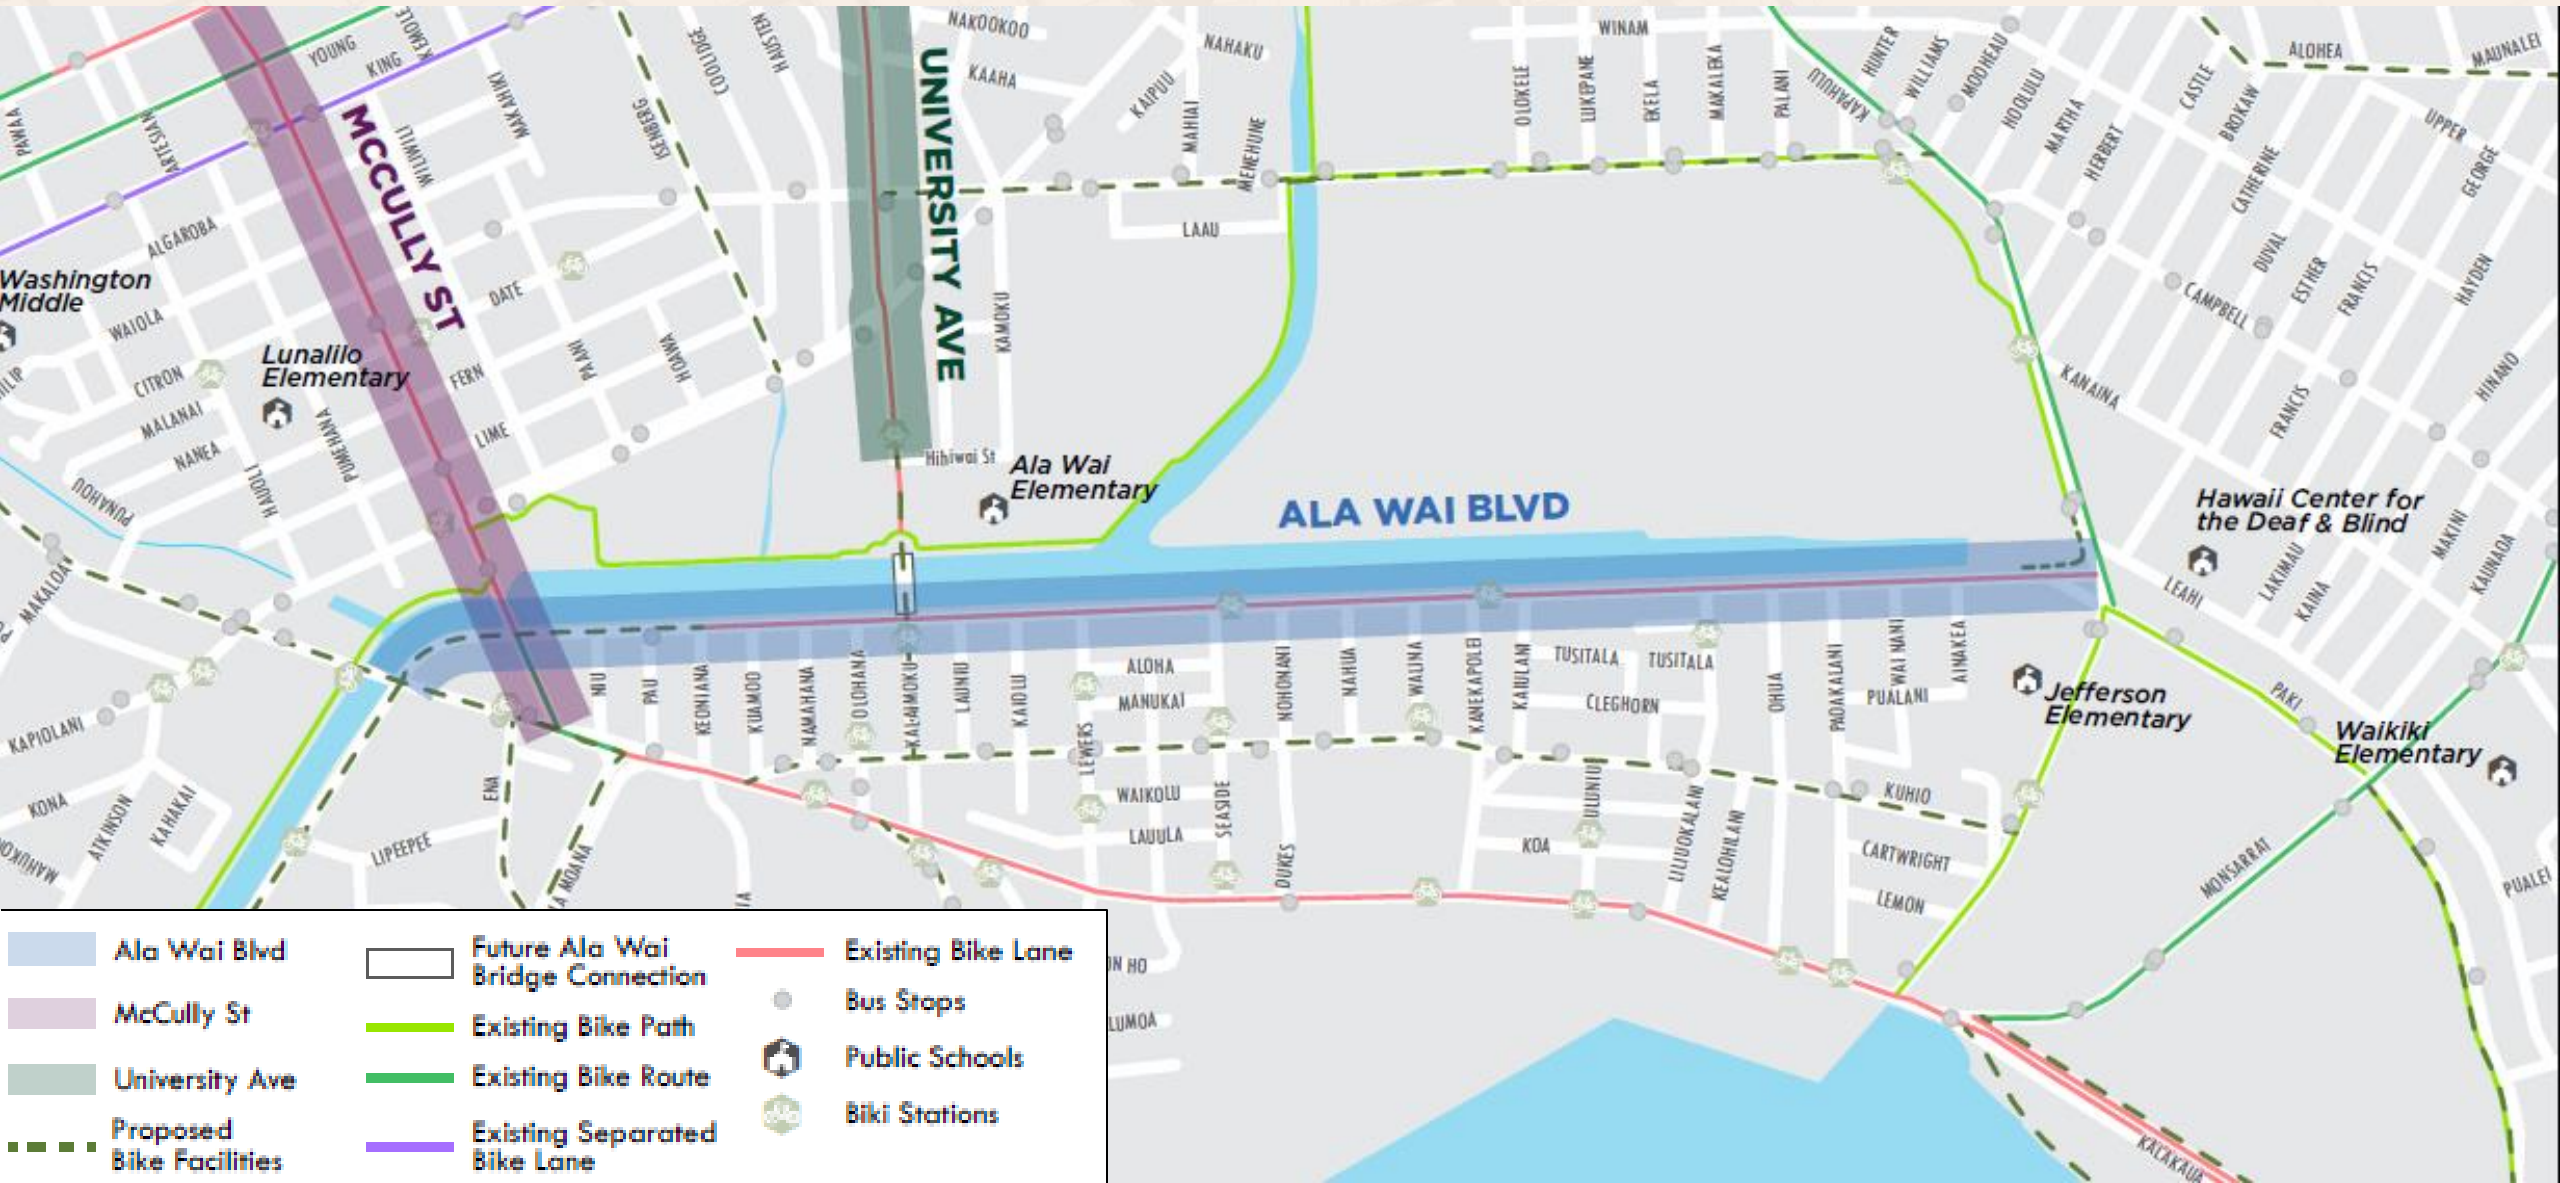 NAKOOKOO
NAHAKU
KAAHA
KAIPUU
MAHIAI
MENEHUNE
LAAU
WINAM
OLOKELE
LUKEPANE
EKELA
MAKALEKA
PALANI
KAPAHULU
HUNTER
WILLIAMS
MOOHEAU
HOOLULU
MARTHA
HERBERT
CASTLE
BROKAW
CATHERINE
ALOHEA
MAUNALEI
UPPER
GEORGE
DUVAL
ESTHER
FRANCIS
HAYDEN
CAMPBELL
KANAINA
FRANCIS
HINANO
YOUNG
KING
PAWAA
ARTESIAN
WILIWILI
MAKAHIKI
ISENBERG
COOLIDGE
HAUSTEN
MCCULLY ST
UNIVERSITY AVE
ALGAROBA
Washington
Middle
WAIOLA
Lunalilo
Elementary
CITRON
MALANAI
NANEA
PUNAHOU
HAUOLI
PUMEHANA
DATE
FERN
LIME
PAANI
HOAWA
KAMOKU
Hihiwai St
Ala Wai
Elementary
ALA WAI BLVD
Hawaii Center for
the Deaf & Blind
MAKINI
KAUNAOA
LAKIMAU
KAINA
LEAHI
MAKALOA
KAPIOLANI
KONA
ATKINSON
KAHAKAI
LIPEEPEE
ENA
NIU
PAU
KEONIANA
KUAMOO
NAMAHANA
OLOHANA
KALAIMOKU
LAUNIU
KAIOLU
LEWERS
ALOHA
MANUKAI
WAIKOLU
LAUULA
SEASIDE
NOHONANI
DUKES
NAHUA
WALINA
KANEKAPOLEI
KAIULANI
TUSITALA
TUSITALA
CLEGHORN
ULUNIU
KOA
LILIUOKALANI
KEALOHILANI
OHUA
PAOAKALANI
WAI NANI
PUALANI
AINAKEA
KUHIO
CARTWRIGHT
LEMON
Jefferson
Elementary
PAKI
Waikiki
Elementary
MONSARRAT
PUALEI
KALAKAUA
ON HO
LUMOA
Ala Wai Blvd
McCully St
University Ave
Proposed
Bike Facilities
Future Ala Wai
Bridge Connection
Existing Bike Path
Existing Bike Route
Existing Separated
Bike Lane
Existing Bike Lane
Bus Stops
Public Schools
Biki Stations